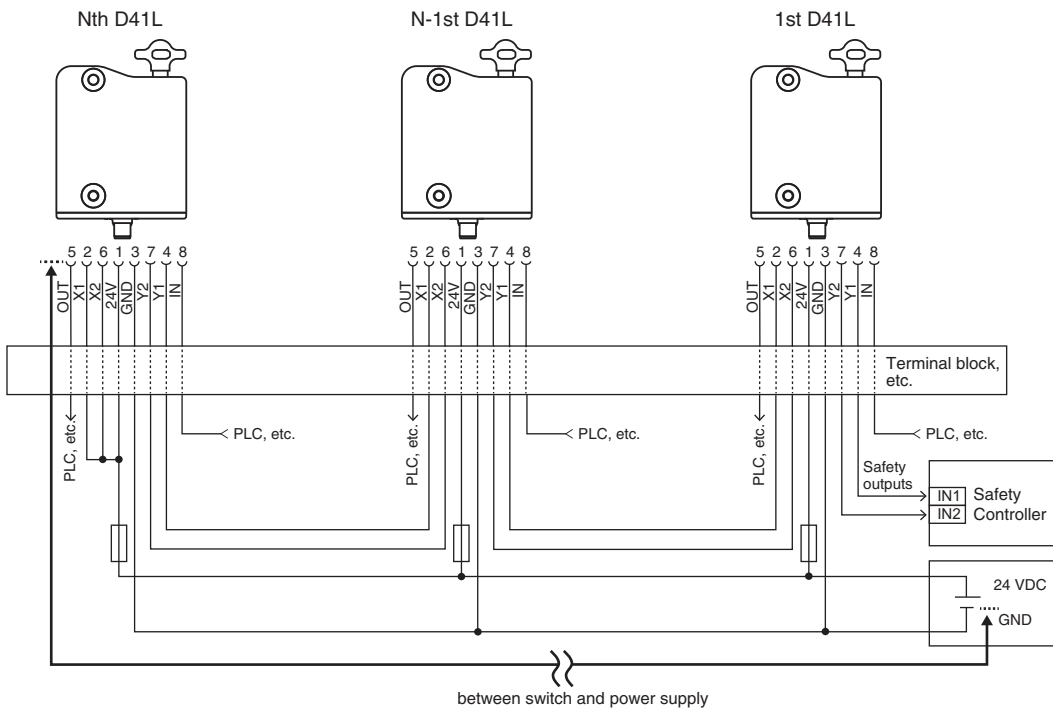 Nth D41L
N-1st D41L
1st D41L
5 2 6 1 3 7 4 8
5 2 6 1 3 7 4 8
5 2 6 1 3 7 4 8
OUT
X1
X2
24V
GND
Y2
Y1
IN
OUT
X1
X2
24V
GND
Y2
Y1
IN
OUT
X1
X2
24V
GND
Y2
Y1
IN
Terminal block,
etc.
PLC, etc.
PLC, etc.
PLC, etc.
PLC, etc.
PLC, etc.
PLC, etc.
Safety
outputs
IN1
IN2
Safety
Controller
24 VDC
GND
between switch and power supply